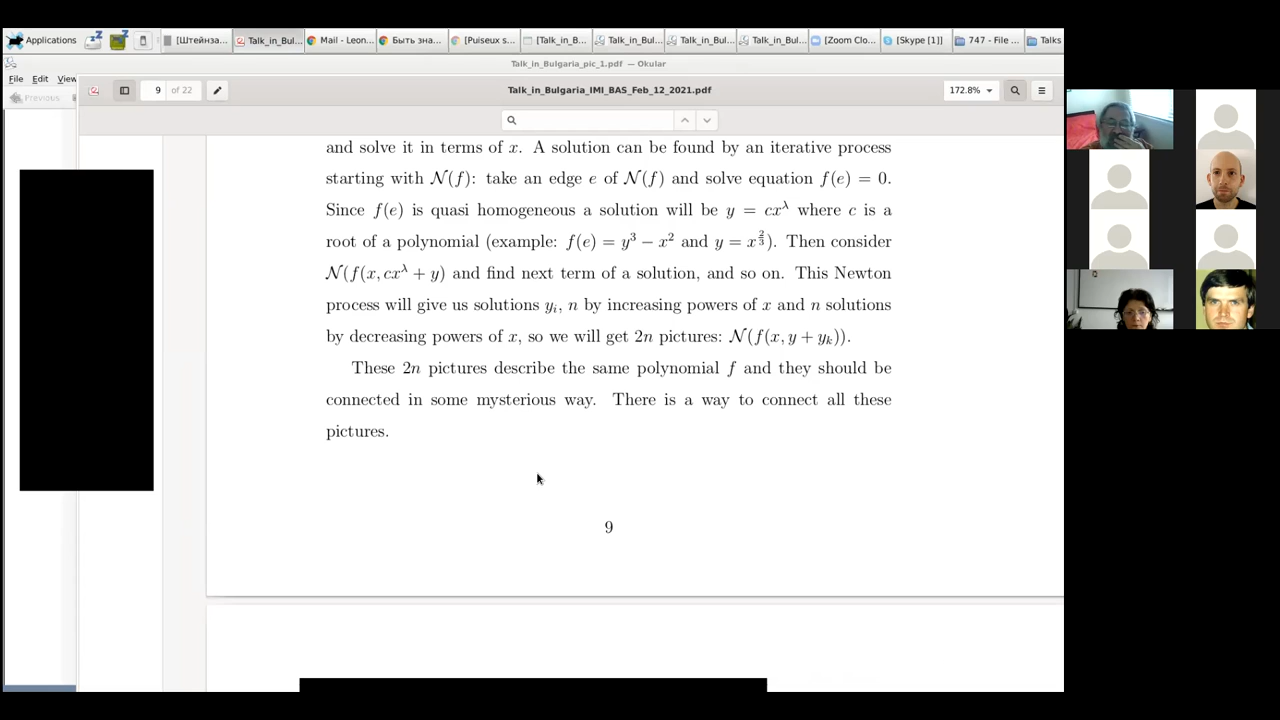 Applications [Штейнза... Talk_in_Bul... Mail - Leon... Быть зна... [Puiseux s... [Talk_in_B... Talk_in_Bul... Talk_in_Bul... Talk_in_Bul... [Zoom Clo... [Skype [1]] 747 - File ... Talks
Talk_in_Bulgaria_pic_1.pdf — Okular
File Edit View
Previous
9 of 22
Talk_in_Bulgaria_IMI_BAS_Feb_12_2021.pdf
172.8%
and solve it in terms of x. A solution can be found by an iterative process
starting with 𝒩(f): take an edge e of 𝒩(f) and solve equation f(e) = 0.
Since f(e) is quasi homogeneous a solution will be y = cx^λ where c is a
root of a polynomial (example: f(e) = y³ − x² and y = x^{2/3}). Then consider
𝒩(f(x, cx^λ + y) and find next term of a solution, and so on. This Newton
process will give us solutions y_i, n by increasing powers of x and n solutions
by decreasing powers of x, so we will get 2n pictures: 𝒩(f(x, y + y_k)).
These 2n pictures describe the same polynomial f and they should be
connected in some mysterious way. There is a way to connect all these
pictures.
9